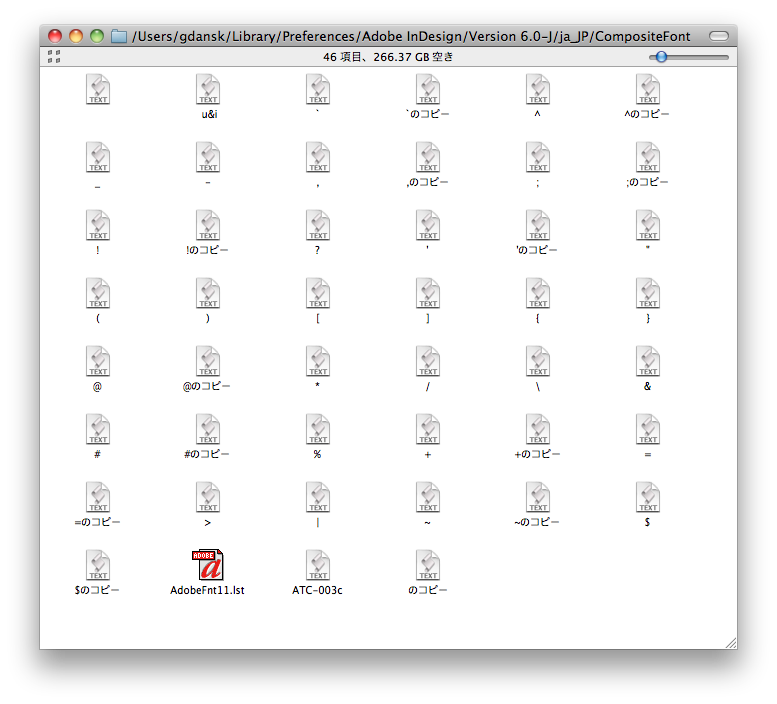 /Users/gdansk/Library/Preferences/Adobe InDesign/Version 6.0-J/ja_JP/CompositeFont
46 項目、266.37 GB 空き
TEXT TEXT TEXT TEXT TEXT TEXT
u&i ` `のコピー ^ ^のコピー
TEXT TEXT TEXT TEXT TEXT TEXT
_ - , ,のコピー ; ;のコピー
TEXT TEXT TEXT TEXT TEXT TEXT
! !のコピー ? ' 'のコピー "
TEXT TEXT TEXT TEXT TEXT TEXT
( ) [ ] { }
TEXT TEXT TEXT TEXT TEXT TEXT
@ @のコピー * / \ &
TEXT TEXT TEXT TEXT TEXT TEXT
# #のコピー % + +のコピー =
TEXT TEXT TEXT TEXT TEXT TEXT
=のコピー > | ~ ~のコピー $
TEXT ADOBE a TEXT TEXT
$のコピー AdobeFnt11.lst ATC-003c のコピー